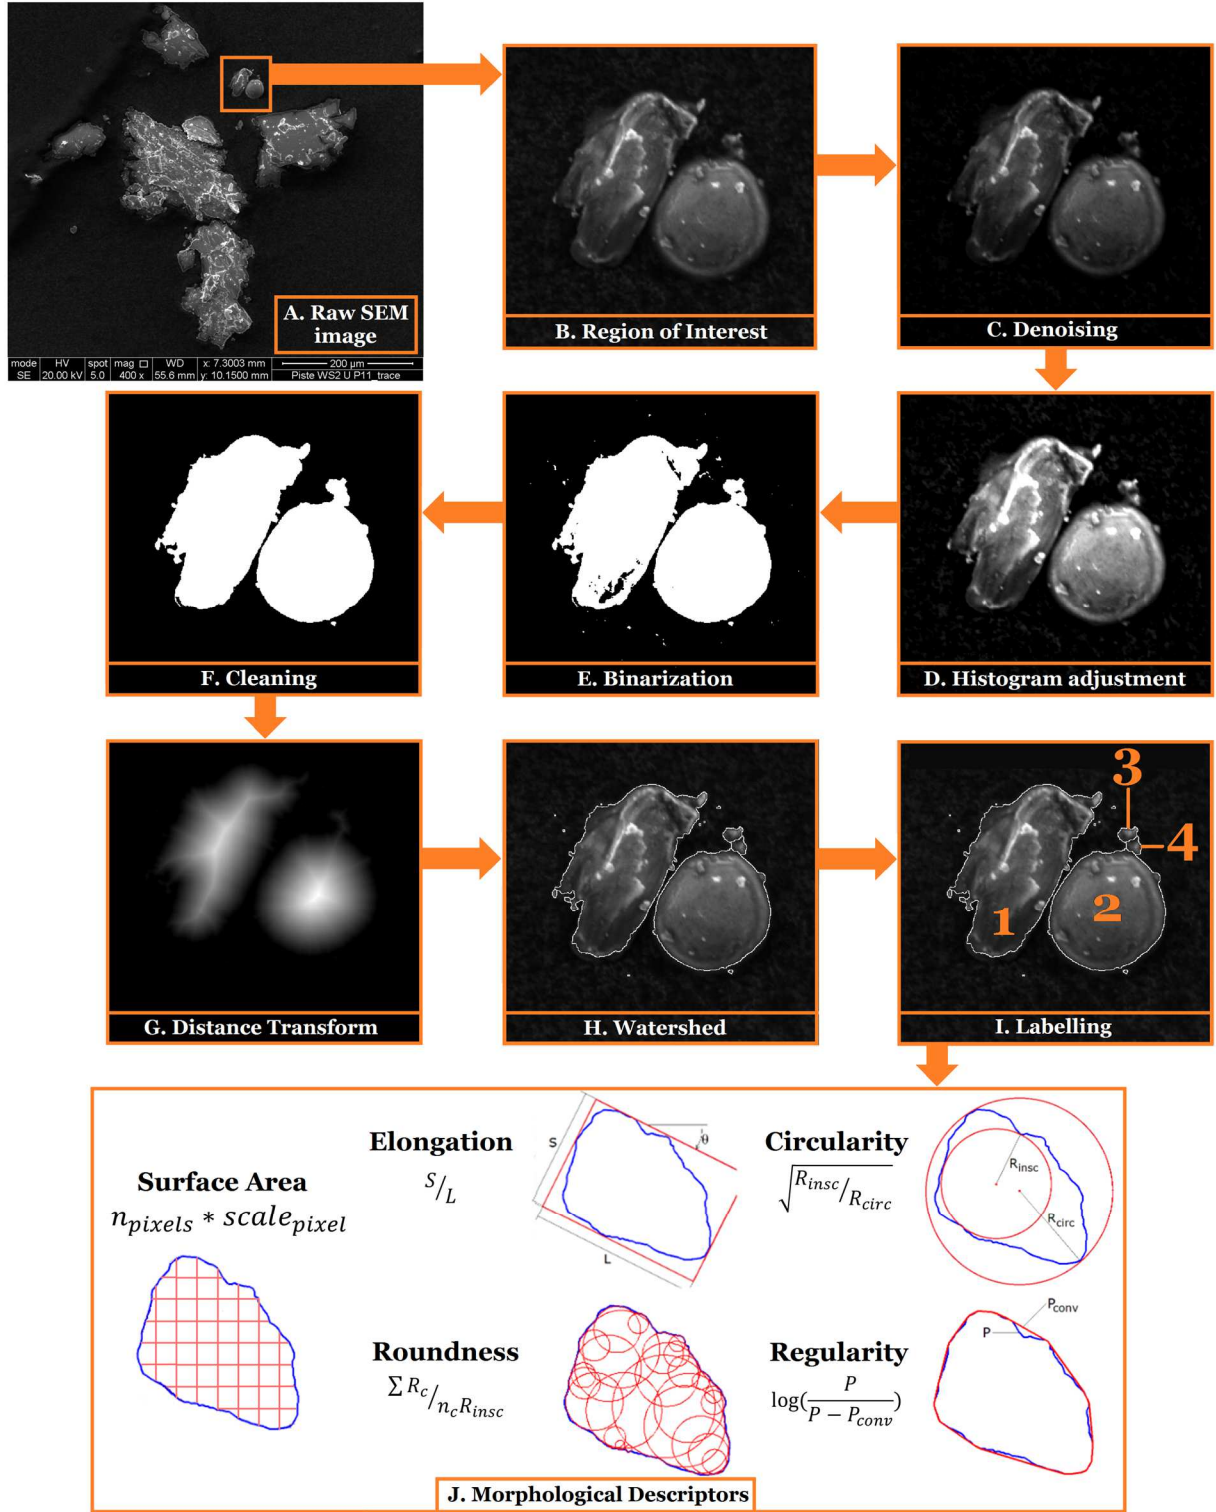 A. Raw SEM
image
mode HV spot mag □ WD x: 7.3003 mm 200 µm
SE 20.00 kV 5.0 400 x 55.6 mm y: 10.1500 mm Piste WS2 U P11_trace
B. Region of Interest
C. Denoising
F. Cleaning
E. Binarization
D. Histogram adjustment
G. Distance Transform
H. Watershed
1
2
3
4
I. Labelling
Surface Area
n_pixels * scale_pixel
Elongation
S/L
S
L
θ
Circularity
√(R_insc/R_circ)
R_insc
R_circ
Roundness
∑ R_c / n_c R_insc
Regularity
log(P / (P − P_conv))
P_conv
P
J. Morphological Descriptors